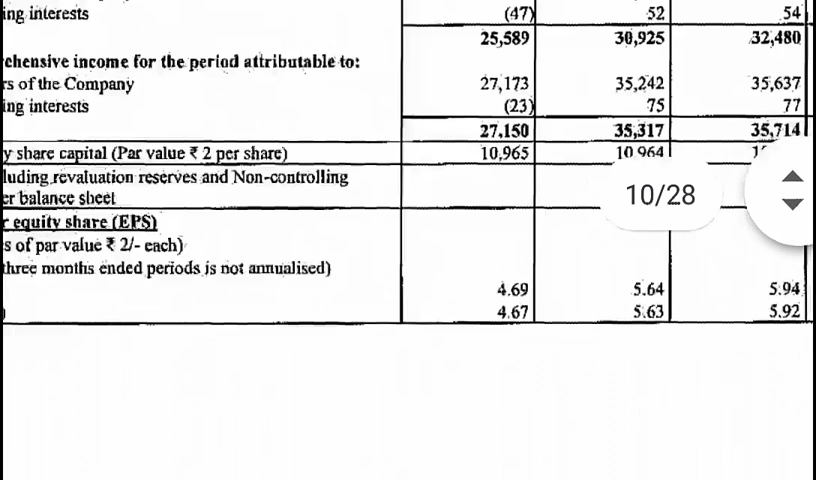 ing interests (47) 52 54
25,589 30,925 32,480
chensive income for the period attributable to:
rs of the Company 27,173 35,242 35,637
ing interests (23) 75 77
27,150 35,317 35,714
y share capital (Par value ₹ 2 per share) 10,965 10,964
luding revaluation reserves and Non-controlling
er balance sheet
10/28
r equity share (EPS)
s of par value ₹ 2/- each)
three months ended periods is not annualised)
4.69 5.64 5.94
) 4.67 5.63 5.92